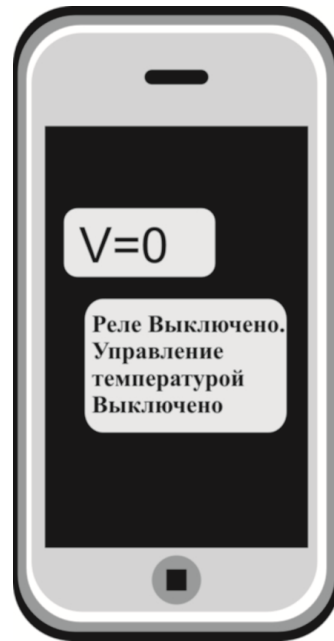 V=0
Реле Выключено.
Управление
температурой
Выключено